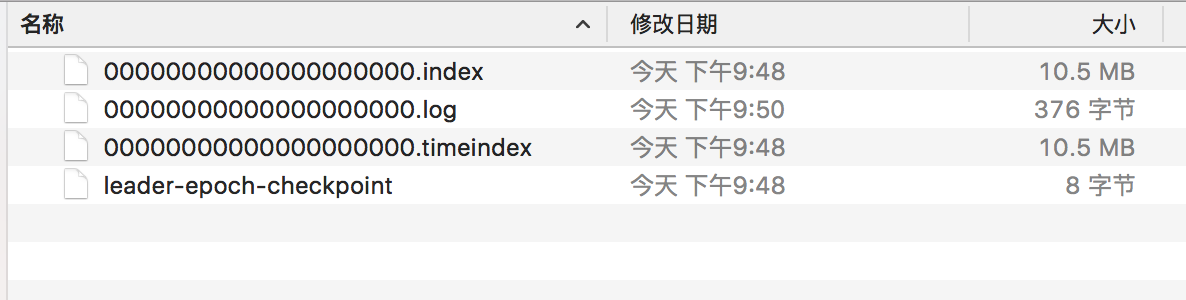 名称 修改日期 大小
00000000000000000000.index 今天 下午9:48 10.5 MB
00000000000000000000.log 今天 下午9:50 376 字节
00000000000000000000.timeindex 今天 下午9:48 10.5 MB
leader-epoch-checkpoint 今天 下午9:48 8 字节